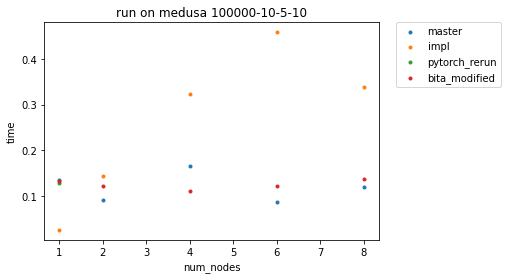 run on medusa 100000-10-5-10
master
impl
pytorch_rerun
bita_modified
time
0.4
0.3
0.2
0.1
1 2 3 4 5 6 7 8
num_nodes